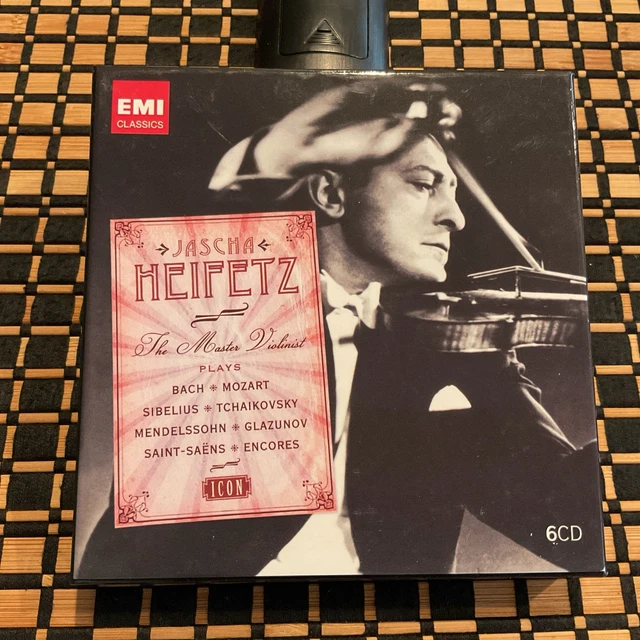 EMI
CLASSICS
JASCHA
HEIFETZ
The Master Violinist
PLAYS
BACH ❉ MOZART
SIBELIUS ❉ TCHAIKOVSKY
MENDELSSOHN ❉ GLAZUNOV
SAINT-SAËNS ❉ ENCORES
ICON
6CD